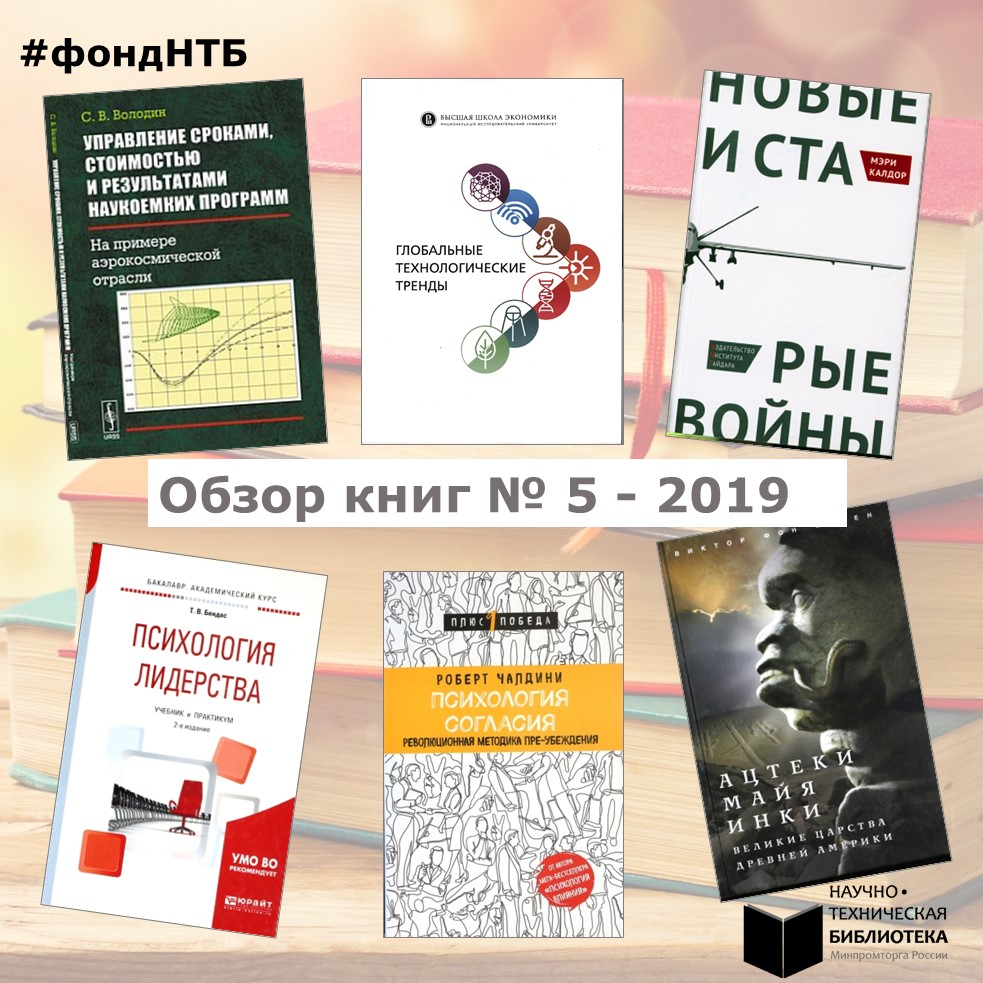 #фондНТБ
С. В. Володин
УПРАВЛЕНИЕ СРОКАМИ,
СТОИМОСТЬЮ
И РЕЗУЛЬТАТАМИ
НАУКОЕМКИХ ПРОГРАММ
На примере
аэрокосмической
отрасли
URSS
ВЫСШАЯ ШКОЛА ЭКОНОМИКИ
НАЦИОНАЛЬНЫЙ ИССЛЕДОВАТЕЛЬСКИЙ УНИВЕРСИТЕТ
ГЛОБАЛЬНЫЕ
ТЕХНОЛОГИЧЕСКИЕ
ТРЕНДЫ
НОВЫЕ
И СТА
МЭРИ
КАЛДОР
ИЗДАТЕЛЬСТВО
ИНСТИТУТА
ГАЙДАРА
РЫЕ
ВОЙНЫ
Обзор книг № 5 - 2019
БАКАЛАВР. АКАДЕМИЧЕСКИЙ КУРС
Т. В. Бендас
ПСИХОЛОГИЯ
ЛИДЕРСТВА
УЧЕБНИК и ПРАКТИКУМ
2-е издание
УМО ВО
РЕКОМЕНДУЕТ
юрайт
ПЛЮС 1 ПОБЕДА
РОБЕРТ ЧАЛДИНИ
ПСИХОЛОГИЯ
СОГЛАСИЯ
РЕВОЛЮЦИОННАЯ МЕТОДИКА ПРЕ-УБЕЖДЕНИЯ
ОТ АВТОРА
МЕГА-БЕСТСЕЛЛЕРА
«ПСИХОЛОГИЯ
ВЛИЯНИЯ»
ВИКТОР ФОН
АЦТЕКИ
МАЙЯ
ИНКИ
ВЕЛИКИЕ ЦАРСТВА
ДРЕВНЕЙ АМЕРИКИ
НАУЧНО•
ТЕХНИЧЕСКАЯ
БИБЛИОТЕКА
Минпромторга России